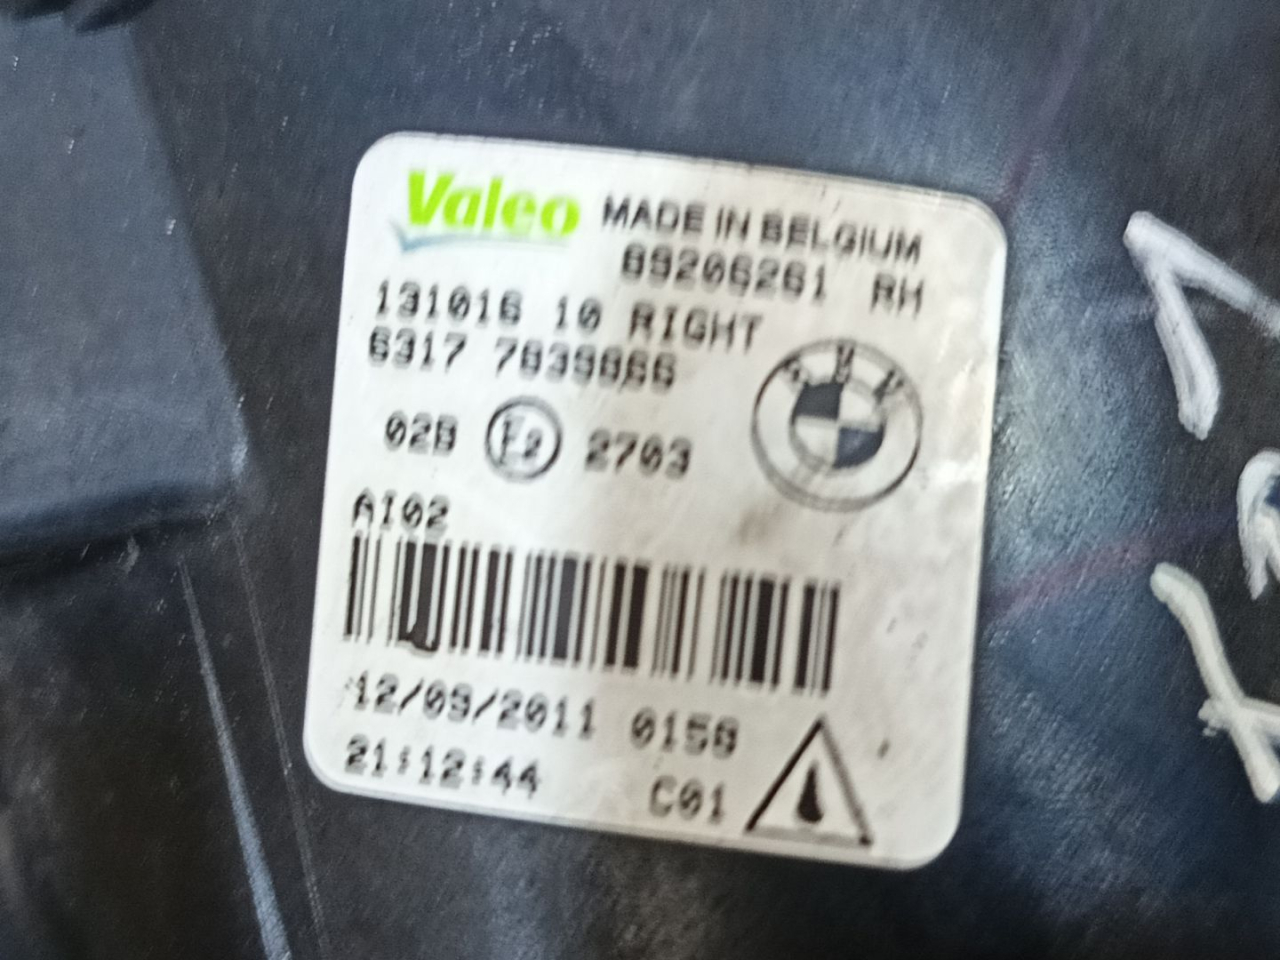 Valeo MADE IN BELGIUM
89206261 RH
131016 10 RIGHT
6317 7839866
02B E2 2703
BMW
AI02
12/09/2011 0158
21:12:44 C01